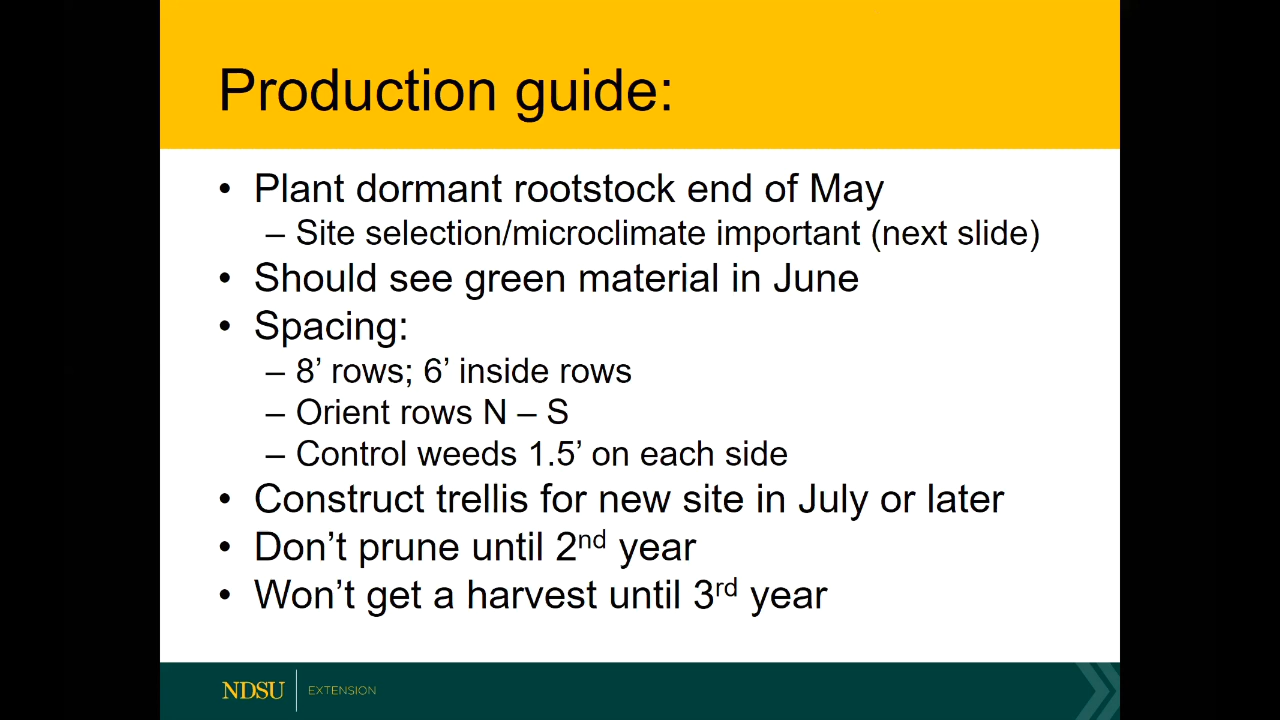 Production guide:
• Plant dormant rootstock end of May
– Site selection/microclimate important (next slide)
• Should see green material in June
• Spacing:
– 8’ rows; 6’ inside rows
– Orient rows N – S
– Control weeds 1.5’ on each side
• Construct trellis for new site in July or later
• Don’t prune until 2nd year
• Won’t get a harvest until 3rd year
NDSU EXTENSION